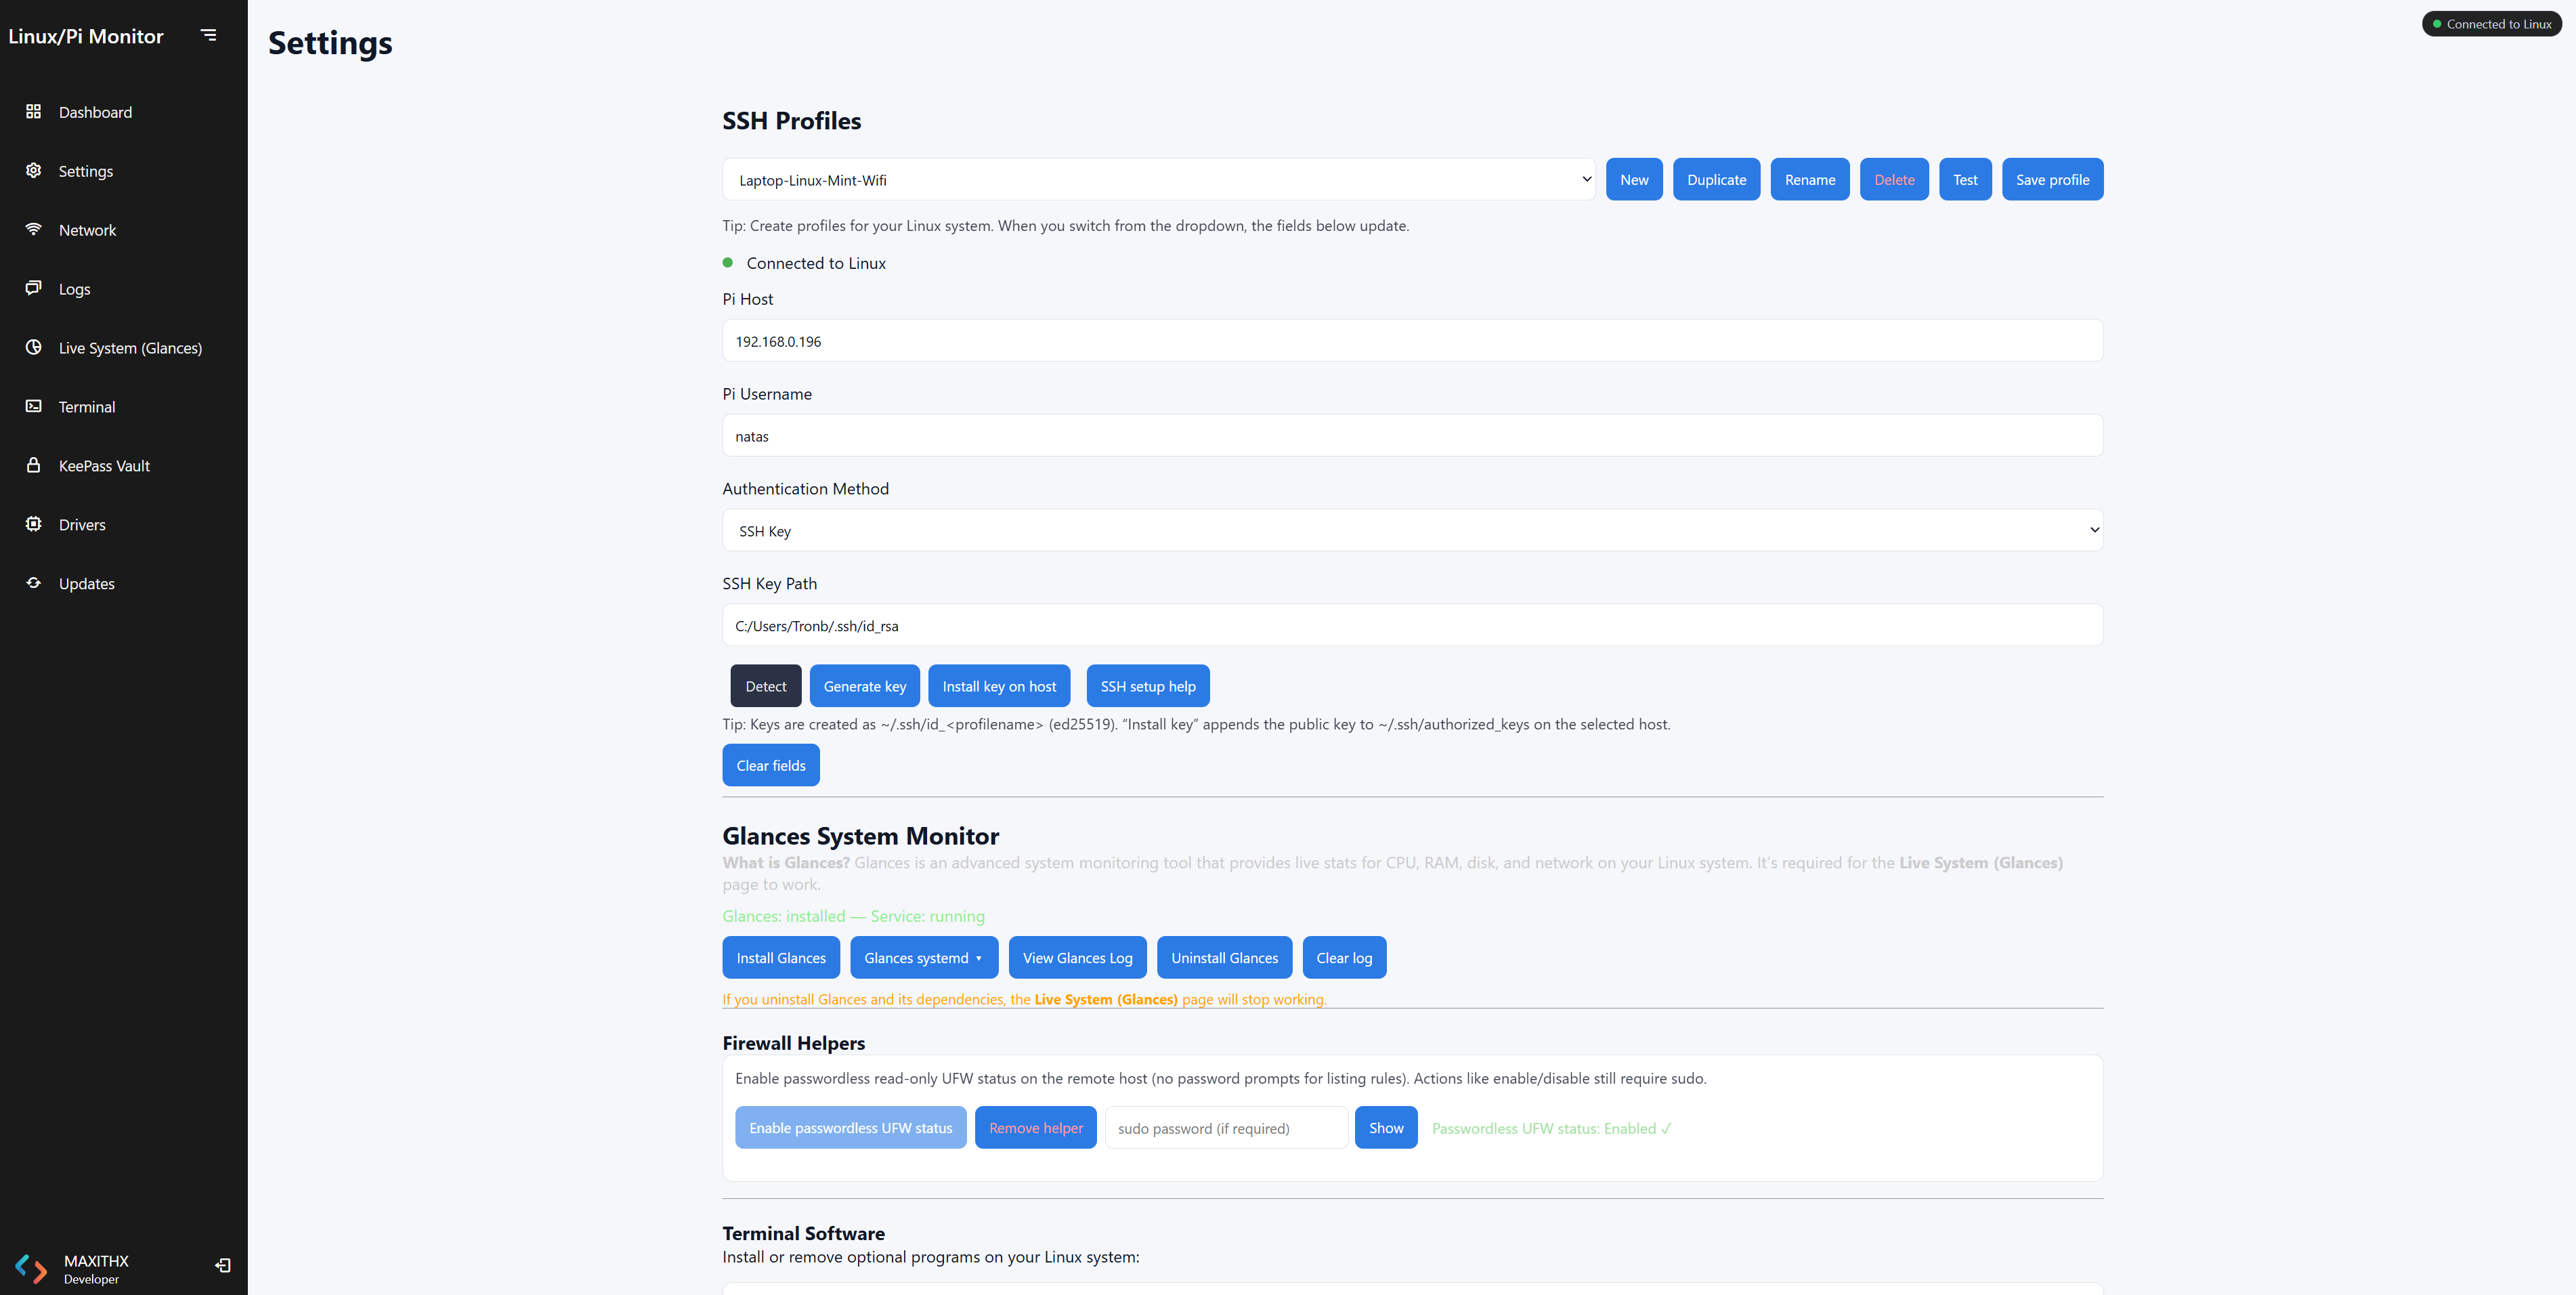 Linux/Pi Monitor
Dashboard
Settings
Network
Logs
Live System (Glances)
Terminal
KeePass Vault
Drivers
Updates
MAXITHX
Developer
Settings
Connected to Linux
SSH Profiles
Laptop-Linux-Mint-Wifi
New
Duplicate
Rename
Delete
Test
Save profile
Tip: Create profiles for your Linux system. When you switch from the dropdown, the fields below update.
Connected to Linux
Pi Host
192.168.0.196
Pi Username
natas
Authentication Method
SSH Key
SSH Key Path
C:/Users/Tronb/.ssh/id_rsa
Detect
Generate key
Install key on host
SSH setup help
Tip: Keys are created as ~/.ssh/id_<profilename> (ed25519). “Install key” appends the public key to ~/.ssh/authorized_keys on the selected host.
Clear fields
Glances System Monitor
What is Glances? Glances is an advanced system monitoring tool that provides live stats for CPU, RAM, disk, and network on your Linux system. It's required for the Live System (Glances)
page to work.
Glances: installed — Service: running
Install Glances
Glances systemd ▾
View Glances Log
Uninstall Glances
Clear log
If you uninstall Glances and its dependencies, the Live System (Glances) page will stop working.
Firewall Helpers
Enable passwordless read-only UFW status on the remote host (no password prompts for listing rules). Actions like enable/disable still require sudo.
Enable passwordless UFW status
Remove helper
sudo password (if required)
Show
Passwordless UFW status: Enabled ✓
Terminal Software
Install or remove optional programs on your Linux system: